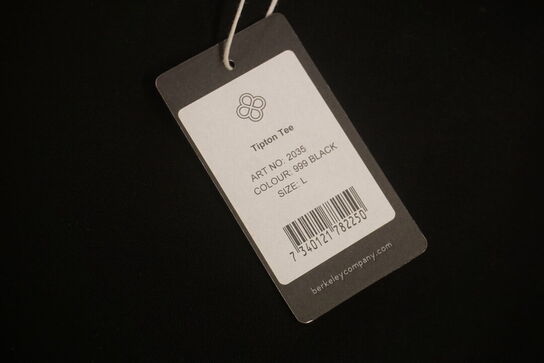 Tipton Tee
ART NO: 2035
COLOUR: 999 BLACK
SIZE: L
7 340121 782250
berkeleycompany.com